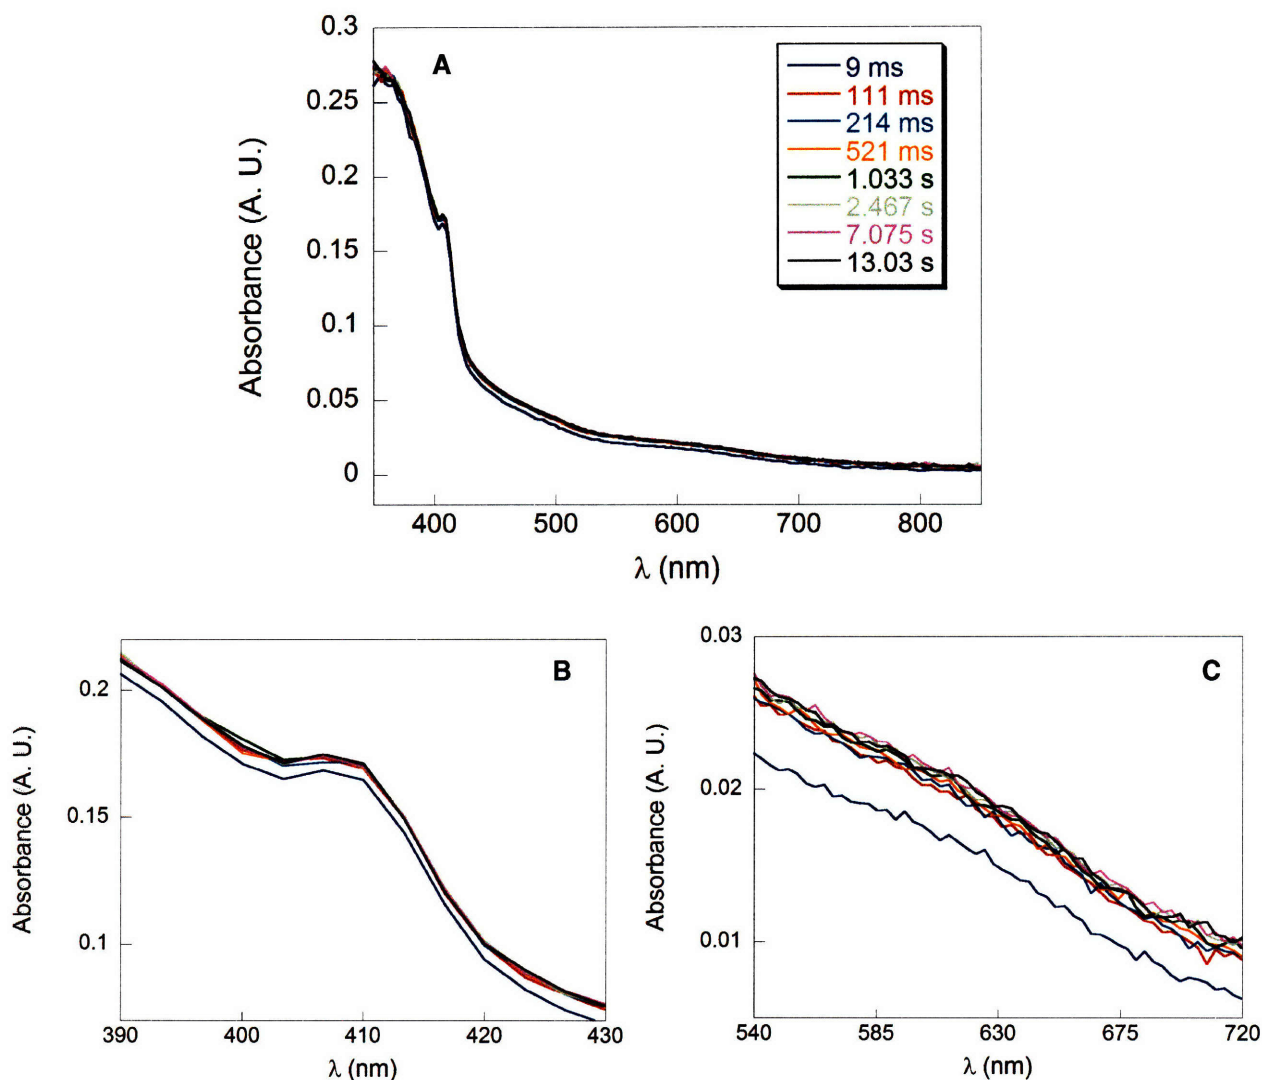 0.3
0.25
0.2
0.15
0.1
0.05
0
Absorbance (A. U.)
A
9 ms
111 ms
214 ms
521 ms
1.033 s
2.467 s
7.075 s
13.03 s
400 500 600 700 800
λ (nm)
0.2
0.15
0.1
Absorbance (A. U.)
B
390 400 410 420 430
λ (nm)
0.03
0.02
0.01
Absorbance (A. U.)
C
540 585 630 675 720
λ (nm)